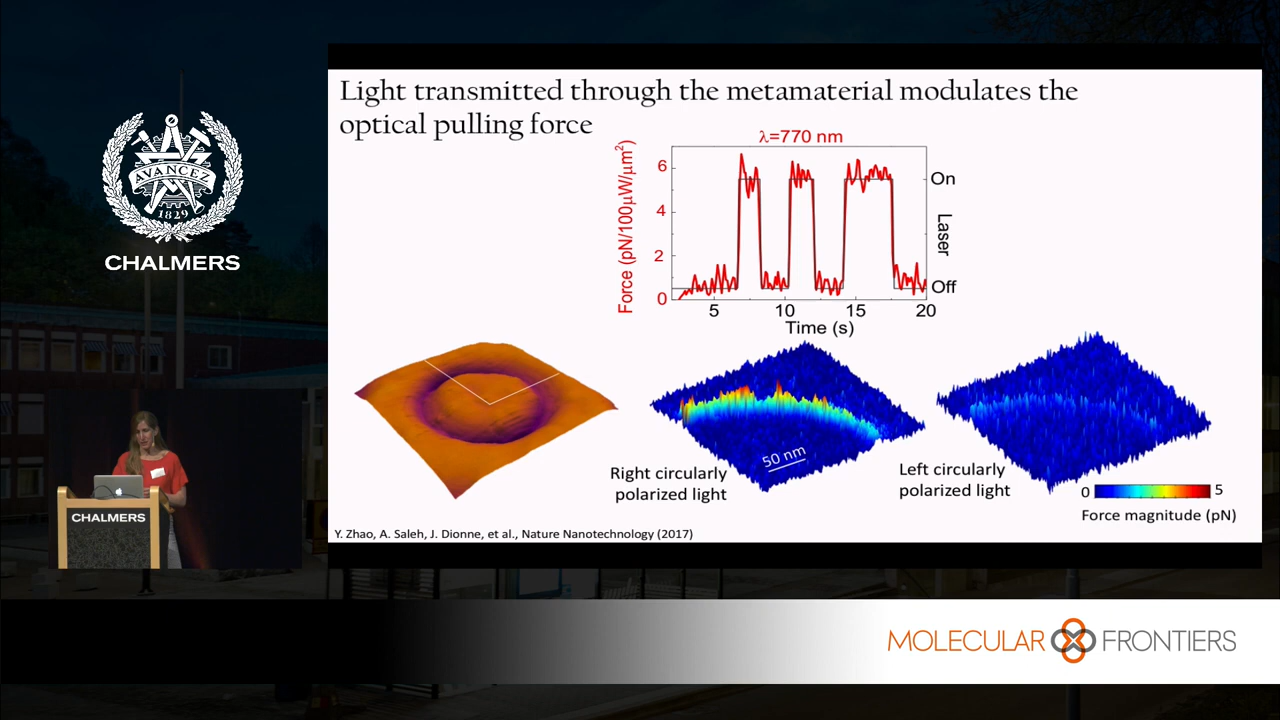 AVANCEZ
1829
CHALMERS
CHALMERS
Light transmitted through the metamaterial modulates the
optical pulling force
λ=770 nm
Force (pN/100μW/μm²)
6
4
2
0
On
Laser
Off
5
10
15
20
Time (s)
50 nm
Right circularly
polarized light
Left circularly
polarized light
0
5
Force magnitude (pN)
Y. Zhao, A. Saleh, J. Dionne, et al., Nature Nanotechnology (2017)
MOLECULAR FRONTIERS